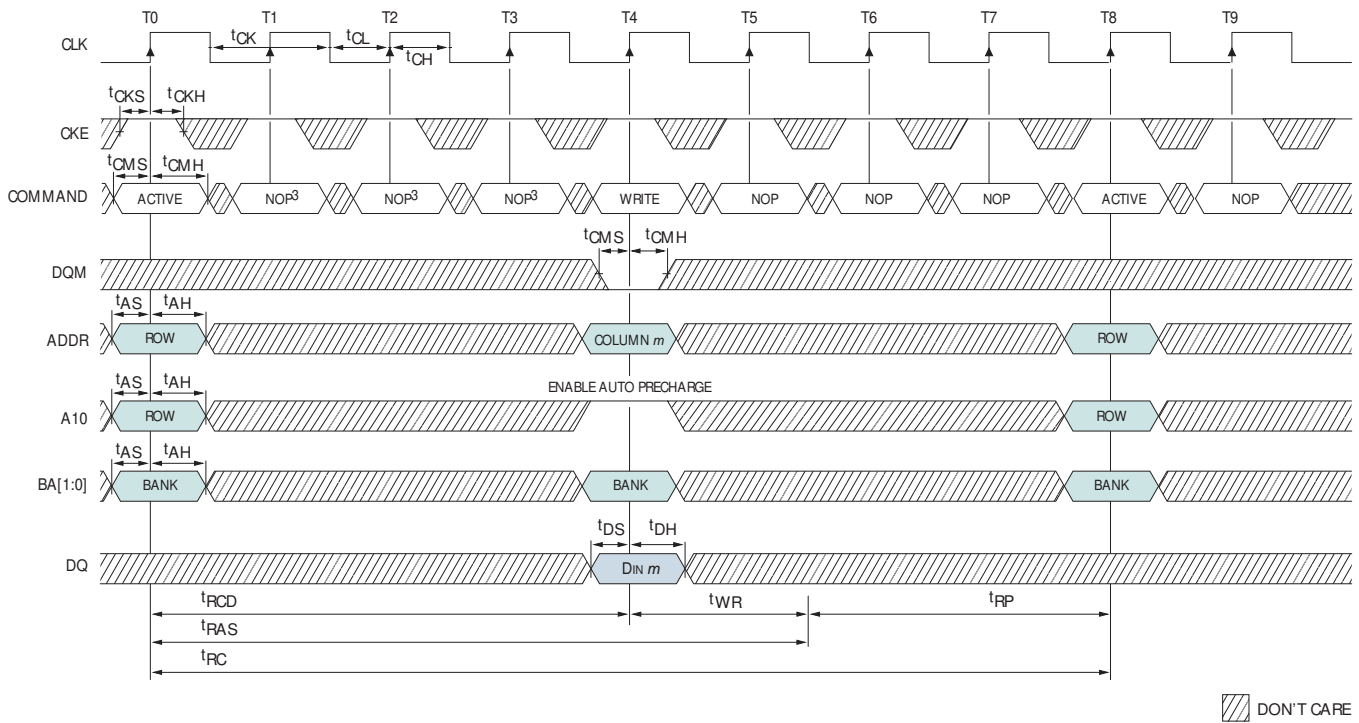 T0 T1 T2 T3 T4 T5 T6 T7 T8 T9
CLK tCK tCL tCH
tCKS tCKH
CKE
tCMS tCMH
COMMAND ACTIVE NOP3 NOP3 NOP3 WRITE NOP NOP NOP ACTIVE NOP
tCMS tCMH
DQM
tAS tAH
ADDR ROW COLUMN m ROW
ENABLE AUTO PRECHARGE
tAS tAH
A10 ROW ROW
tAS tAH
BA[1:0] BANK BANK BANK
tDS tDH
DQ DIN m
tRCD tWR tRP
tRAS
tRC
DON'T CARE